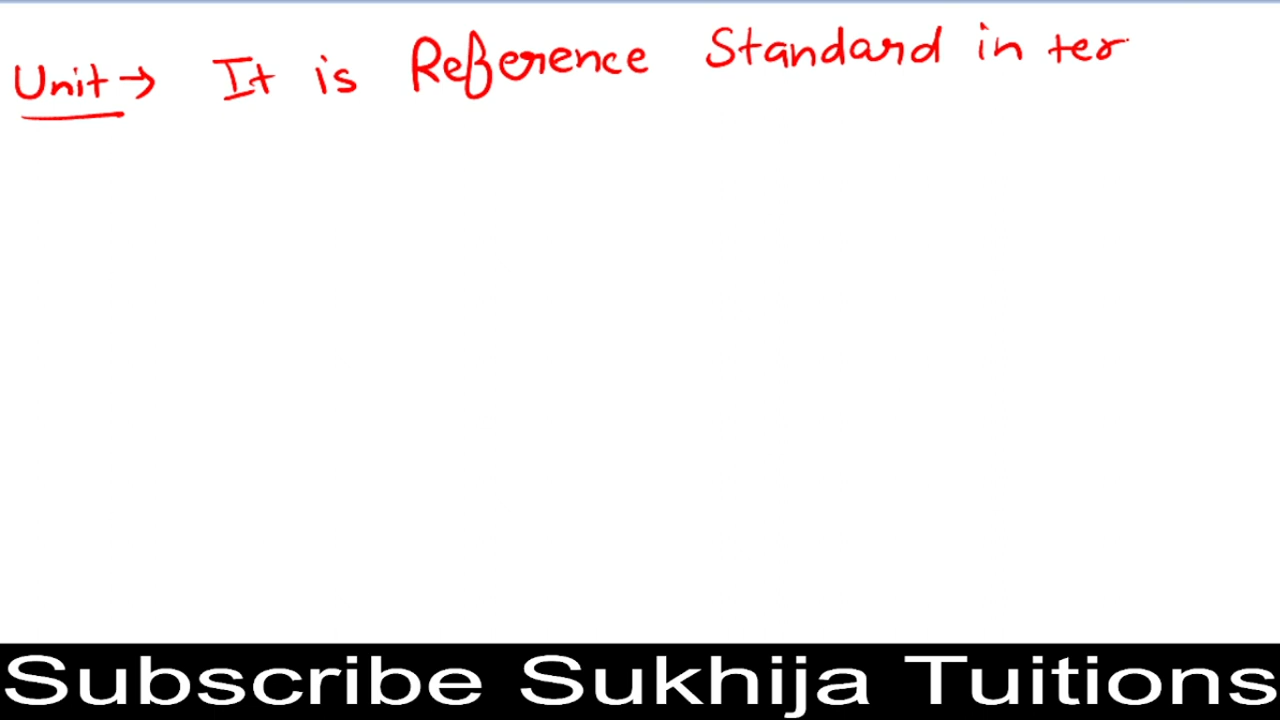 Unit → It is Reference Standard in ter
Subscribe Sukhija Tuitions